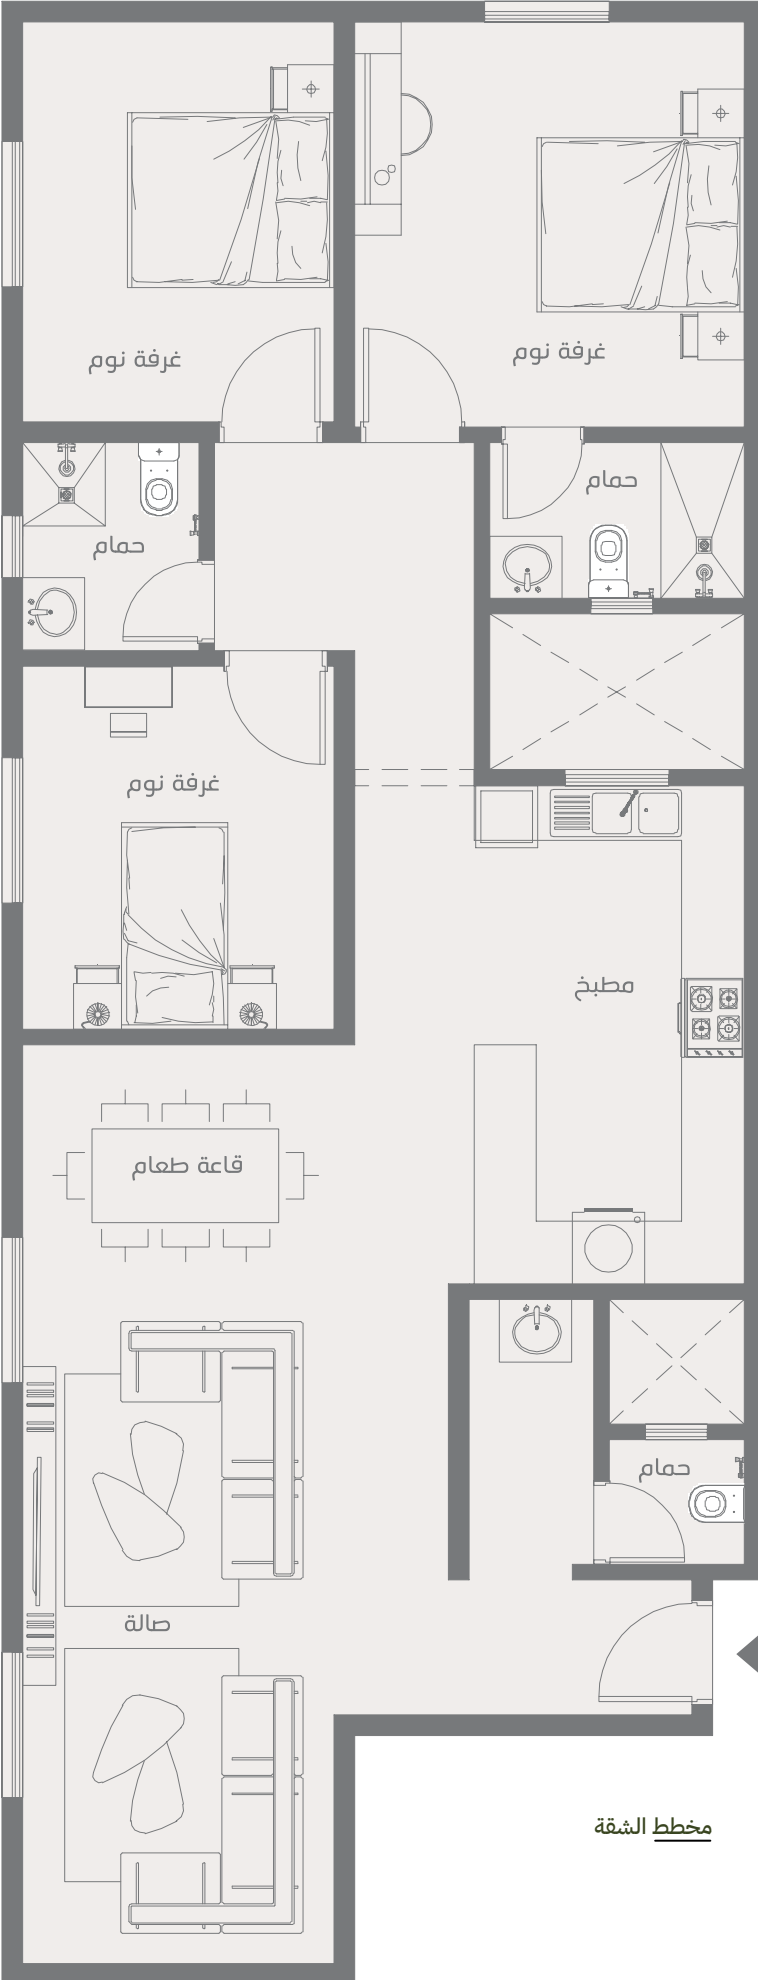 غرفة نوم
غرفة نوم
حمام
حمام
غرفة نوم
مطبخ
قاعة طعام
حمام
صالة
مخطط الشقة